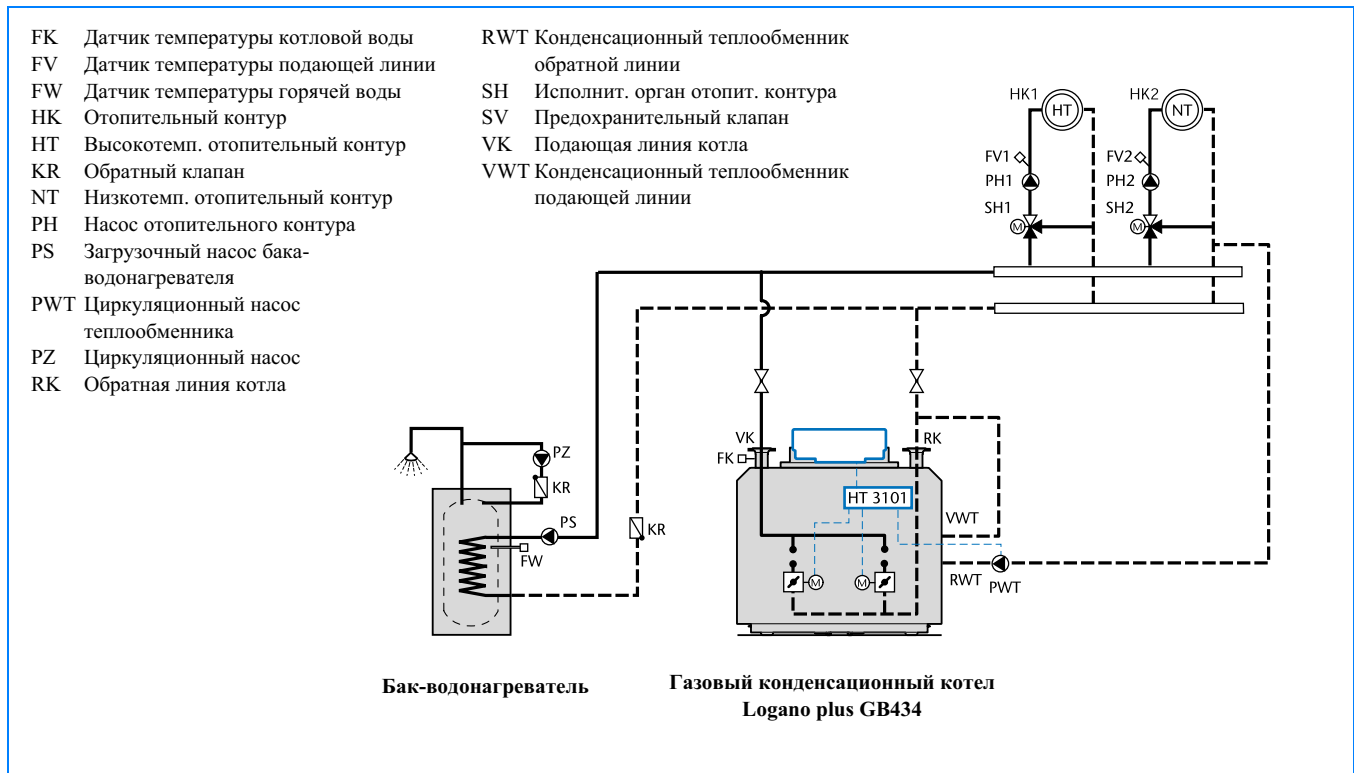 FK Датчик температуры котловой воды
FV Датчик температуры подающей линии
FW Датчик температуры горячей воды
HK Отопительный контур
HT Высокотемп. отопительный контур
KR Обратный клапан
NT Низкотемп. отопительный контур
PH Насос отопительного контура
PS Загрузочный насос бака-
водонагревателя
PWT Циркуляционный насос
теплообменника
PZ Циркуляционный насос
RK Обратная линия котла
RWT Конденсационный теплообменник
обратной линии
SH Исполнит. орган отопит. контура
SV Предохранительный клапан
VK Подающая линия котла
VWT Конденсационный теплообменник
подающей линии
HK1 HT HK2 NT
FV1 FV2
PH1 PH2
SH1 SH2
M M
VK RK
FK
PZ
KR
HT 3101
VWT
PS
KR
FW
M M
RWT PWT
Бак-водонагреватель
Газовый конденсационный котел
Logano plus GB434